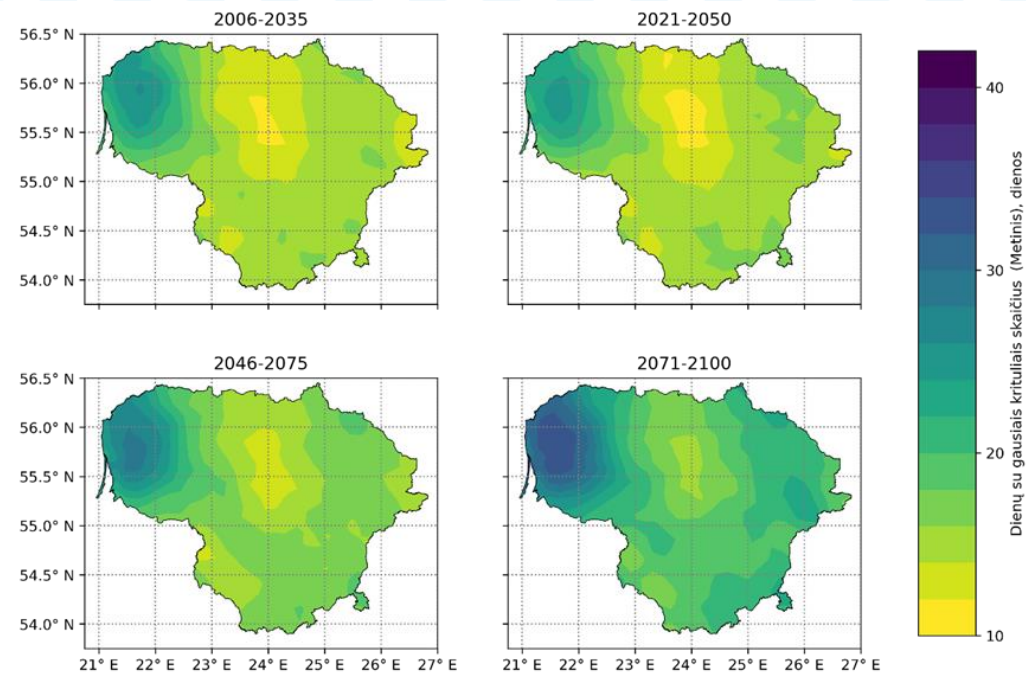 2006-2035
2021-2050
56.5° N
56.0° N
55.5° N
55.0° N
54.5° N
54.0° N
2046-2075
2071-2100
56.5° N
56.0° N
55.5° N
55.0° N
54.5° N
54.0° N
21° E 22° E 23° E 24° E 25° E 26° E 27° E
21° E 22° E 23° E 24° E 25° E 26° E 27° E
40
30
20
10
Dienų su gausiais krituliais skaičius (Metinis), dienos